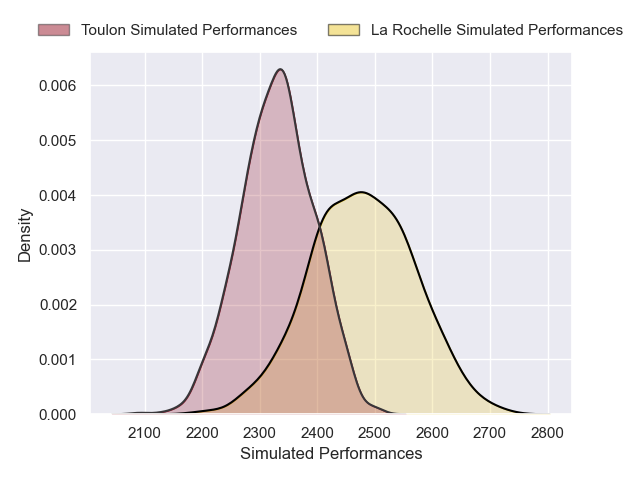 Toulon Simulated Performances
La Rochelle Simulated Performances
0.006
0.005
0.004
0.003
0.002
0.001
0.000
Density
2100 2200 2300 2400 2500 2600 2700 2800
Simulated Performances